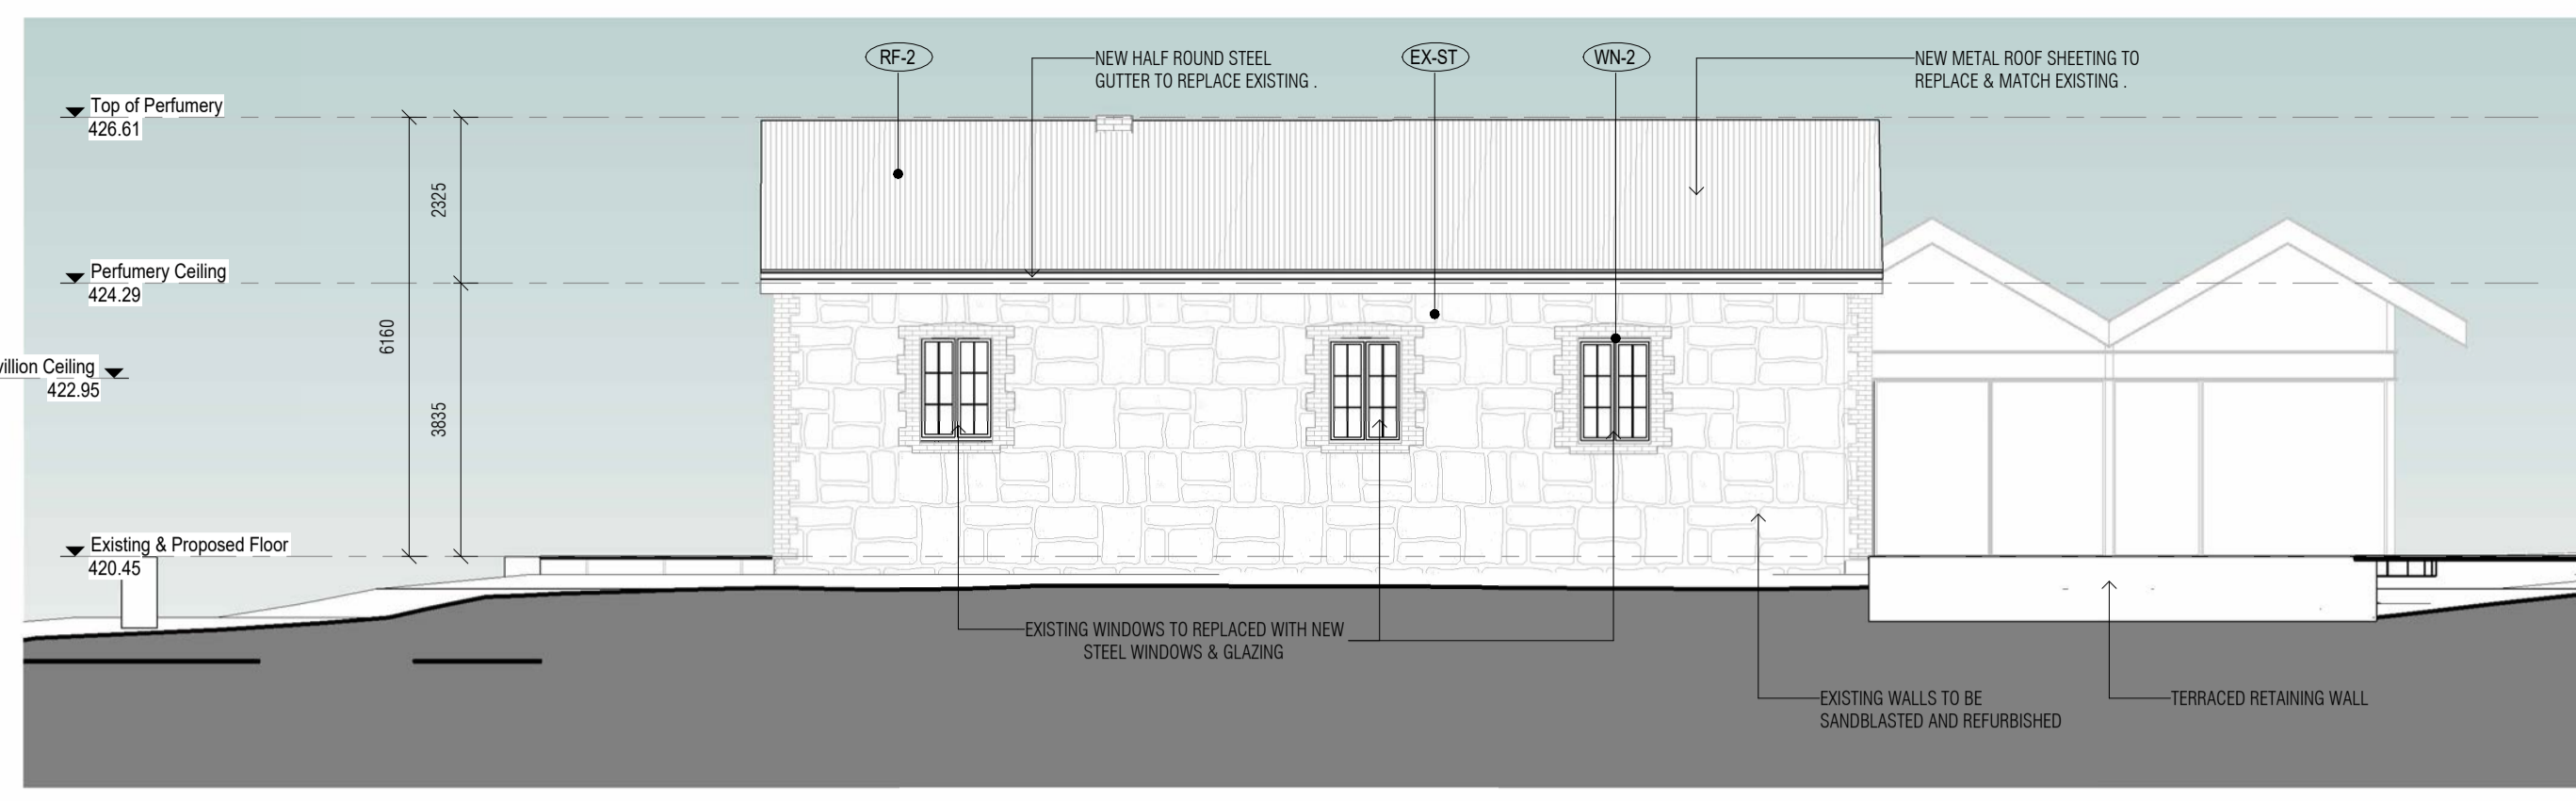 RF-2
NEW HALF ROUND STEEL
GUTTER TO REPLACE EXISTING .
EX-ST
WN-2
NEW METAL ROOF SHEETING TO
REPLACE & MATCH EXISTING .
Top of Perfumery
426.61
2325
Perfumery Ceiling
424.29
6160
villion Ceiling
422.95
3835
Existing & Proposed Floor
420.45
EXISTING WINDOWS TO REPLACED WITH NEW
STEEL WINDOWS & GLAZING
EXISTING WALLS TO BE
SANDBLASTED AND REFURBISHED
TERRACED RETAINING WALL